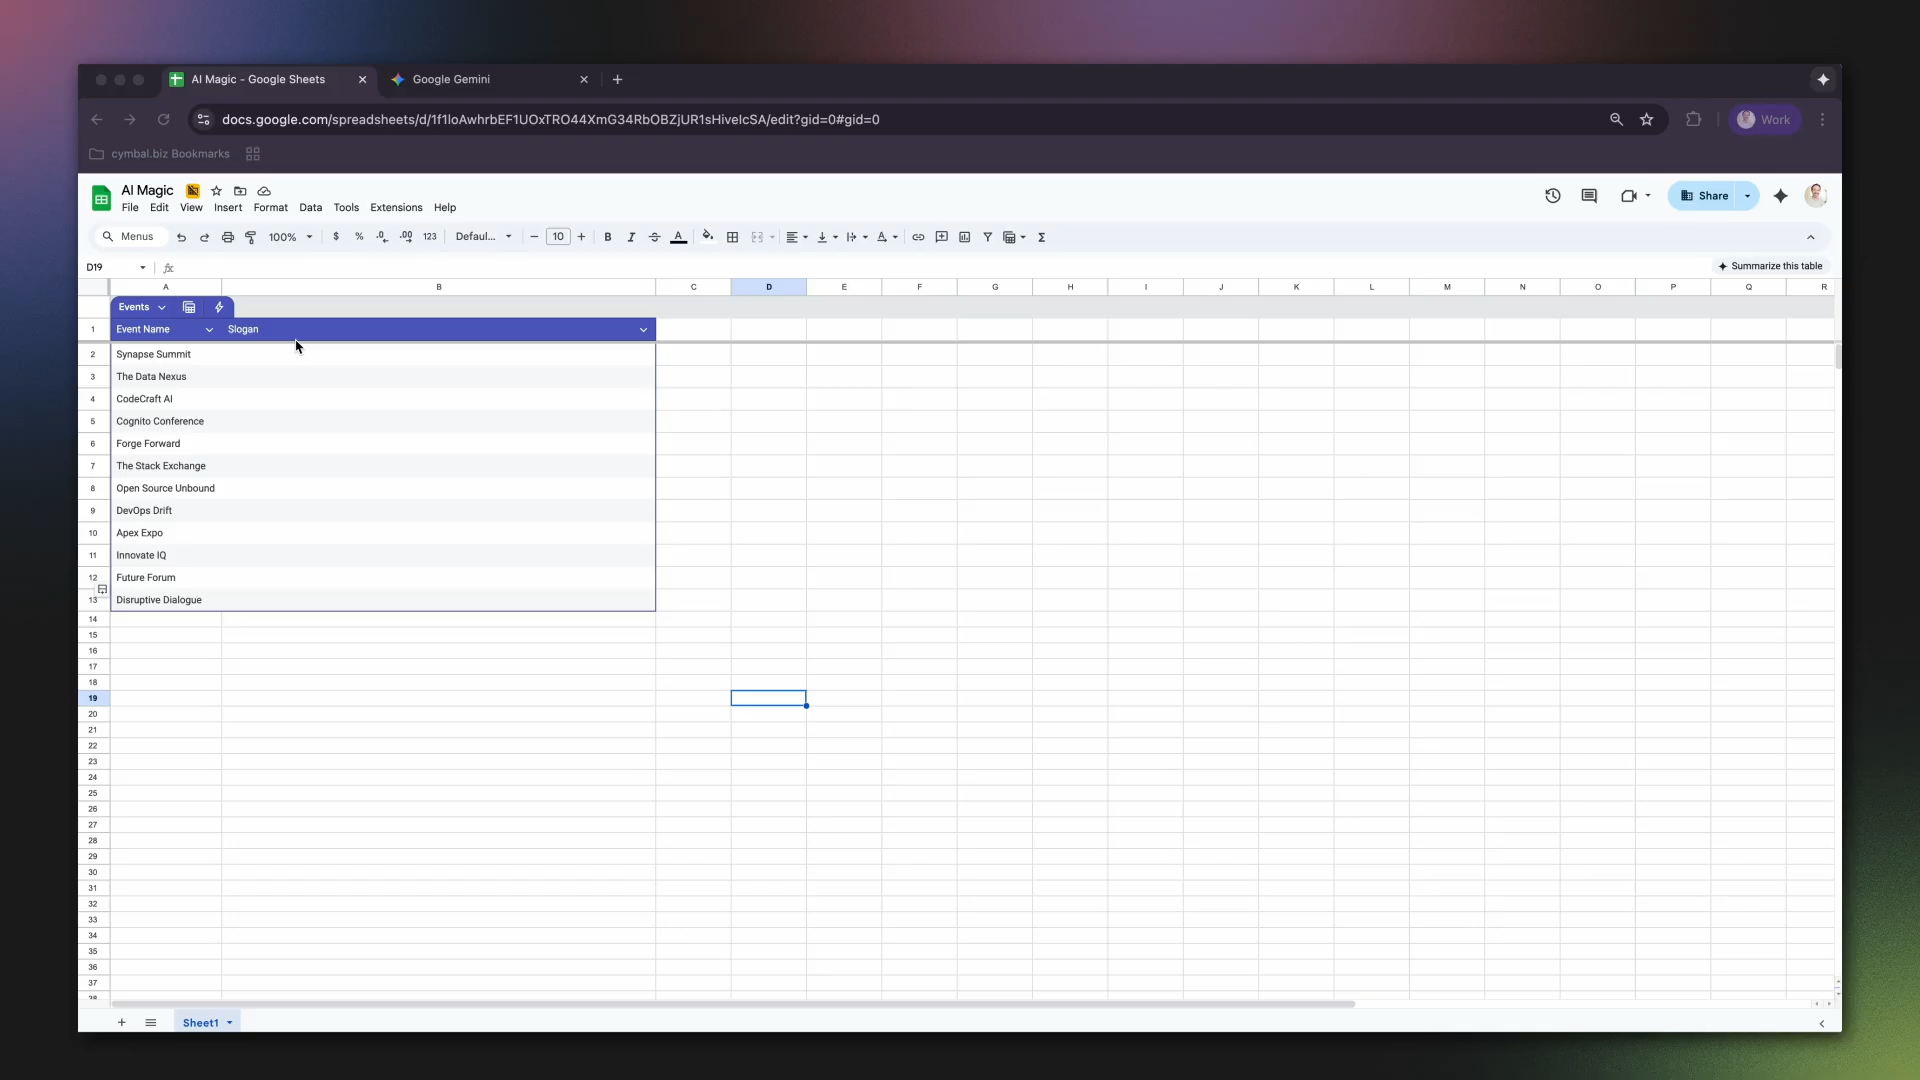 AI Magic - Google Sheets
Google Gemini
docs.google.com/spreadsheets/d/1f1loAwhrbEF1UOxTRO44XmG34RbOBZjUR1sHivelcSA/edit?gid=0#gid=0
Work
cymbal.biz Bookmarks
AI Magic
File Edit View Insert Format Data Tools Extensions Help
Share
Menus 100% $ % .0 .00 123 Defaul... 10 B I S A
D19 fx
Summarize this table
A B C D E F G H I J K L M N O P Q R
Events
1 Event Name Slogan
2 Synapse Summit
3 The Data Nexus
4 CodeCraft AI
5 Cognito Conference
6 Forge Forward
7 The Stack Exchange
8 Open Source Unbound
9 DevOps Drift
10 Apex Expo
11 Innovate IQ
12 Future Forum
13 Disruptive Dialogue
14
15
16
17
18
19
20
21
22
23
24
25
26
27
28
29
30
31
32
33
34
35
36
37
38
Sheet1